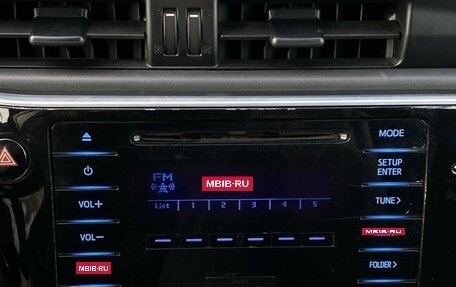 MODE
FM
MBIB-RU
SETUP
ENTER
VOL+
List 1 2 3 4 5
TUNE>
VOL−
MBIB-RU
MBIB-RU
FOLDER>